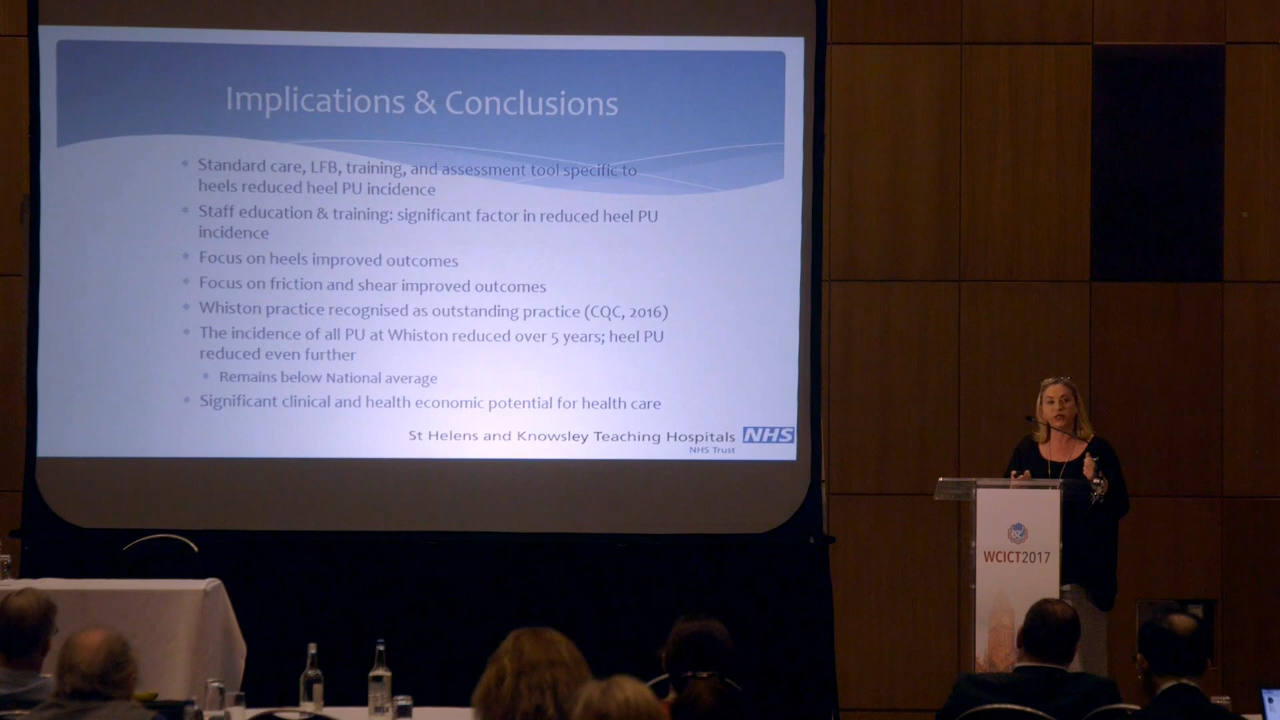 Implications & Conclusions
* Standard care, LFB, training, and assessment tool specific to
heels reduced heel PU incidence
* Staff education & training: significant factor in reduced heel PU
incidence
* Focus on heels improved outcomes
* Focus on friction and shear improved outcomes
* Whiston practice recognised as outstanding practice (CQC, 2016)
* The incidence of all PU at Whiston reduced over 5 years; heel PU
reduced even further
* Remains below National average
* Significant clinical and health economic potential for health care
St Helens and Knowsley Teaching Hospitals NHS
NHS Trust
WCICT2017